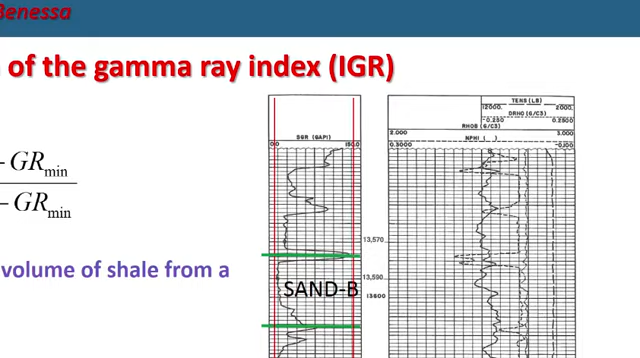 Benessa
of the gamma ray index (IGR)
- GRmin
- GRmin
volume of shale from a
SGR (GAPI)
0.0 150.0
TENS (LB)
12000. 2000.
DRHO (G/C3)
-0.250 0.2500
RHOB (G/C3)
2.000 3.000
NPHI ( )
0.3000 -.100
13,570
13,590
SAND-B
13600